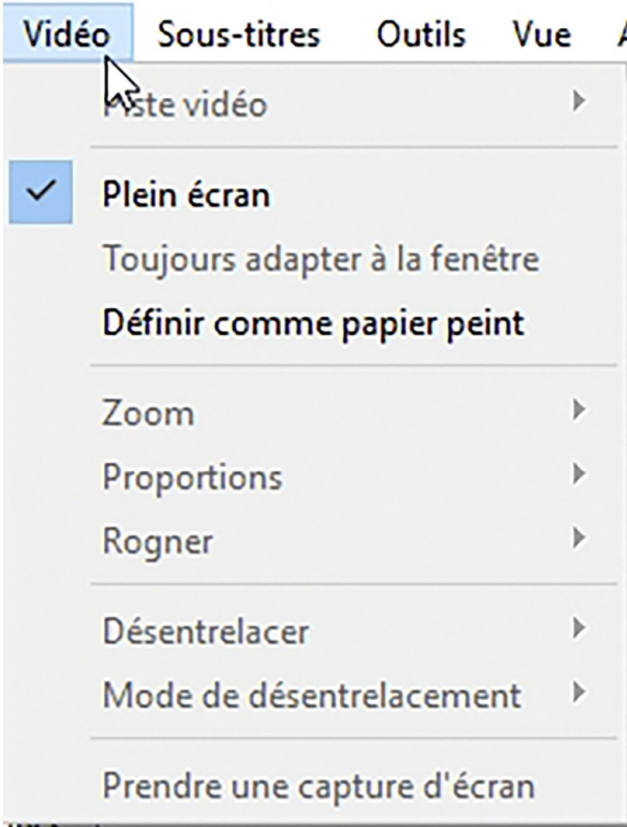 Vidéo Sous-titres Outils Vue
Piste vidéo
Plein écran
Toujours adapter à la fenêtre
Définir comme papier peint
Zoom
Proportions
Rogner
Désentrelacer
Mode de désentrelacement
Prendre une capture d'écran